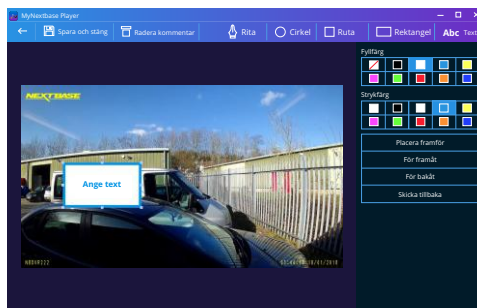 MyNextbase Player
Spara och stäng
Radera kommentar
Rita
Cirkel
Ruta
Rektangel
Abc Text
Fyllfärg
Strykfärg
Placera framför
För framåt
För bakåt
Skicka tillbaka
NEXTBASE
Ange text